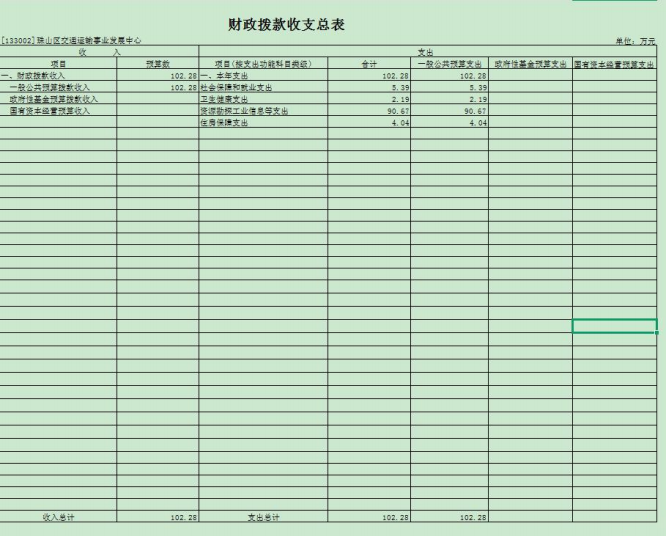 财政拨款收支总表
[133002]珠山区交通运输事业发展中心 单位：万元
收 入 支出
项目 预算数 项目(按支出功能科目类级) 合计 一般公共预算支出 政府性基金预算支出 国有资本经营预算支出
一、财政拨款收入 102.28 一、本年支出 102.28 102.28
一般公共预算拨款收入 102.28 社会保障和就业支出 5.39 5.39
政府性基金预算拨款收入 卫生健康支出 2.19 2.19
国有资本经营预算收入 资源勘探工业信息等支出 90.67 90.67
住房保障支出 4.04 4.04
收入总计 102.28 支出总计 102.28 102.28